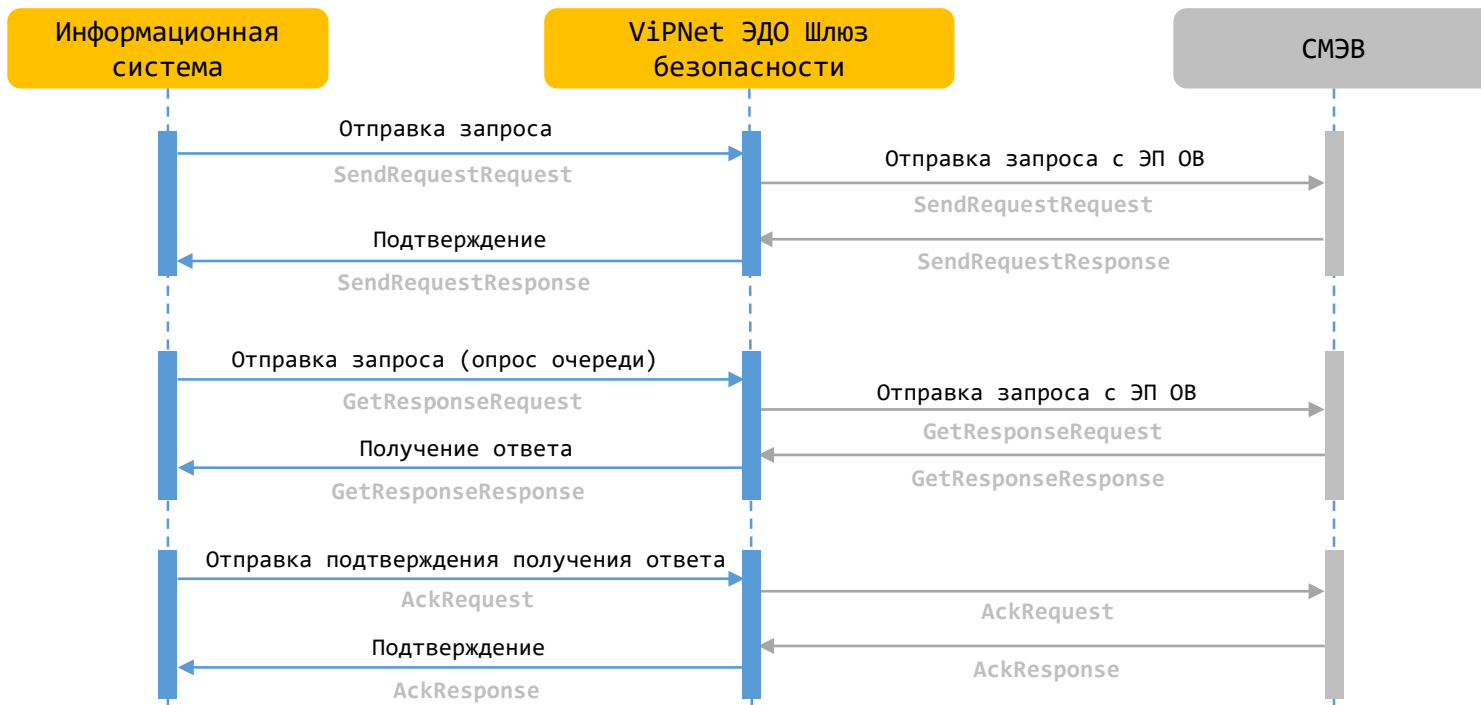 Информационная
система
ViPNet ЭДО Шлюз
безопасности
СМЭВ
Отправка запроса
SendRequestRequest
Отправка запроса с ЭП ОВ
SendRequestRequest
Подтверждение
SendRequestResponse
SendRequestResponse
Отправка запроса (опрос очереди)
GetResponseRequest
Отправка запроса с ЭП ОВ
GetResponseRequest
Получение ответа
GetResponseResponse
GetResponseResponse
Отправка подтверждения получения ответа
AckRequest
AckRequest
Подтверждение
AckResponse
AckResponse